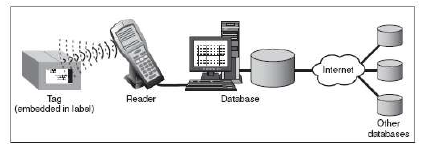 Internet
Tag
(embedded in label)
Reader
Database
Other
databases